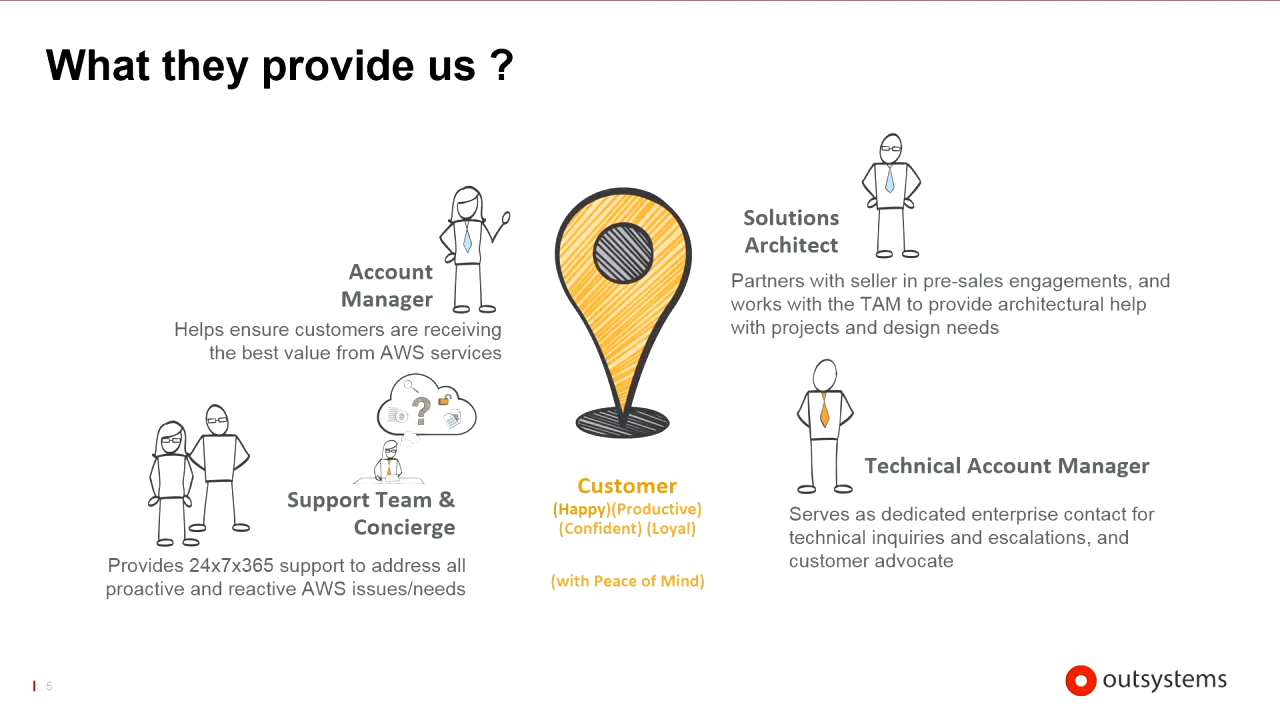 What they provide us ?
Account
Manager
Helps ensure customers are receiving
the best value from AWS services
Solutions
Architect
Partners with seller in pre-sales engagements, and
works with the TAM to provide architectural help
with projects and design needs
?
Support Team &
Concierge
Provides 24x7x365 support to address all
proactive and reactive AWS issues/needs
Customer
(Happy)(Productive)
(Confident) (Loyal)
(with Peace of Mind)
Technical Account Manager
Serves as dedicated enterprise contact for
technical inquiries and escalations, and
customer advocate
5
outsystems